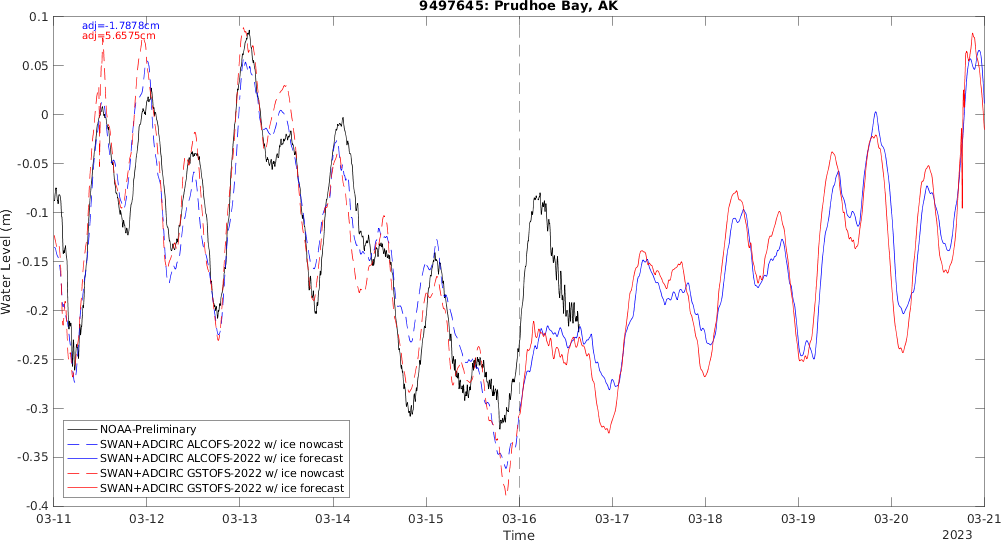 9497645: Prudhoe Bay, AK
adj=-1.7878cm
adj=5.6575cm
0.1
0.05
0
-0.05
-0.1
-0.15
-0.2
-0.25
-0.3
-0.35
-0.4
Water Level (m)
NOAA-Preliminary
SWAN+ADCIRC ALCOFS-2022 w/ ice nowcast
SWAN+ADCIRC ALCOFS-2022 w/ ice forecast
SWAN+ADCIRC GSTOFS-2022 w/ ice nowcast
SWAN+ADCIRC GSTOFS-2022 w/ ice forecast
03-11 03-12 03-13 03-14 03-15 03-16 03-17 03-18 03-19 03-20 03-21
Time
2023